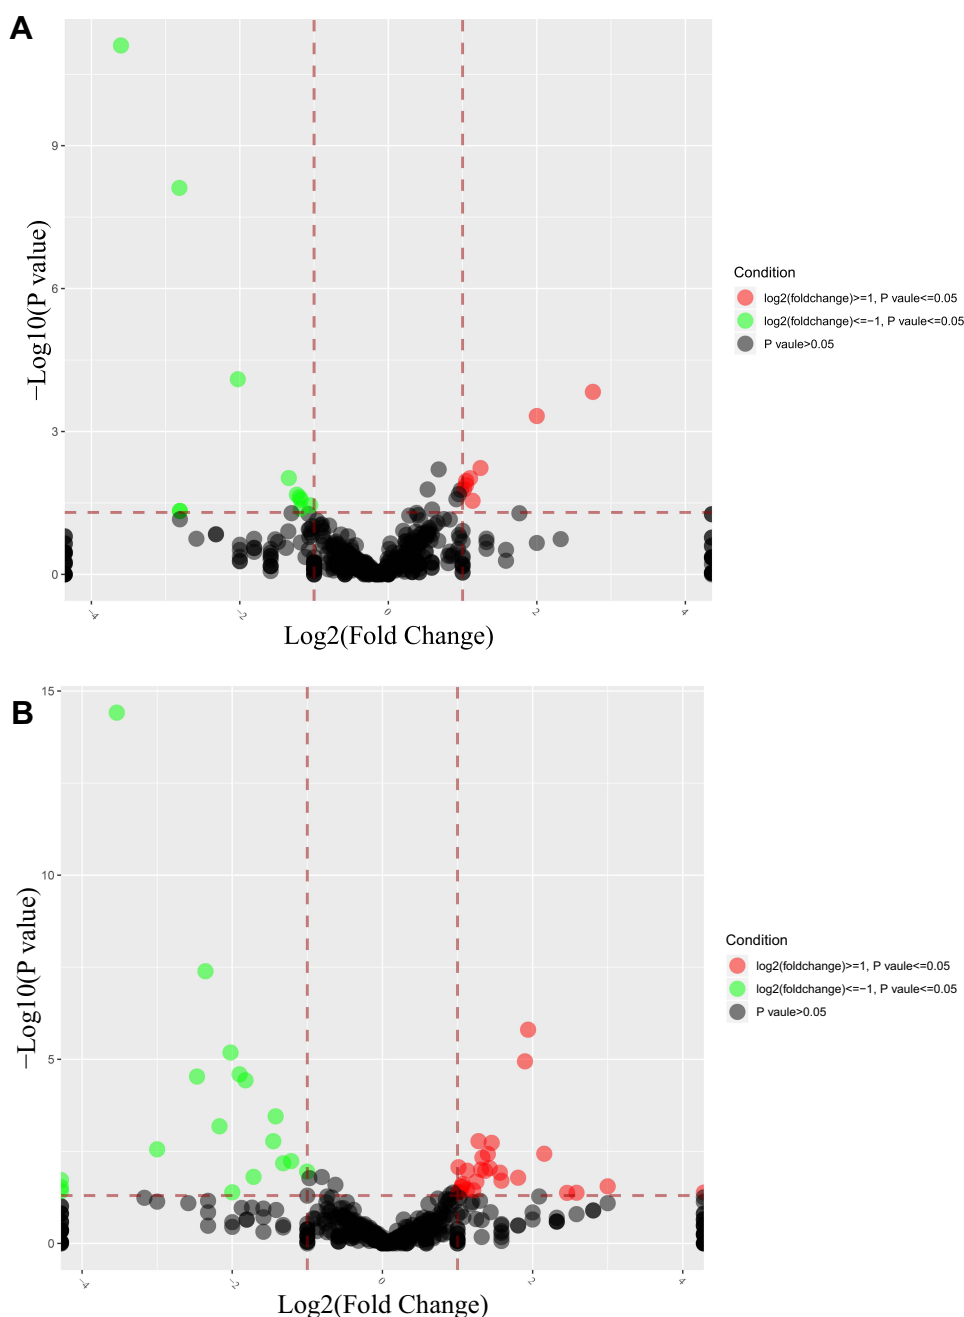 A
−Log10(P value)
9
6
3
0
−4
−2
0
2
4
Log2(Fold Change)
Condition
log2(foldchange)>=1, P vaule<=0.05
log2(foldchange)<=−1, P vaule<=0.05
P vaule>0.05
B
−Log10(P value)
15
10
5
0
−4
−2
0
2
4
Log2(Fold Change)
Condition
log2(foldchange)>=1, P vaule<=0.05
log2(foldchange)<=−1, P vaule<=0.05
P vaule>0.05